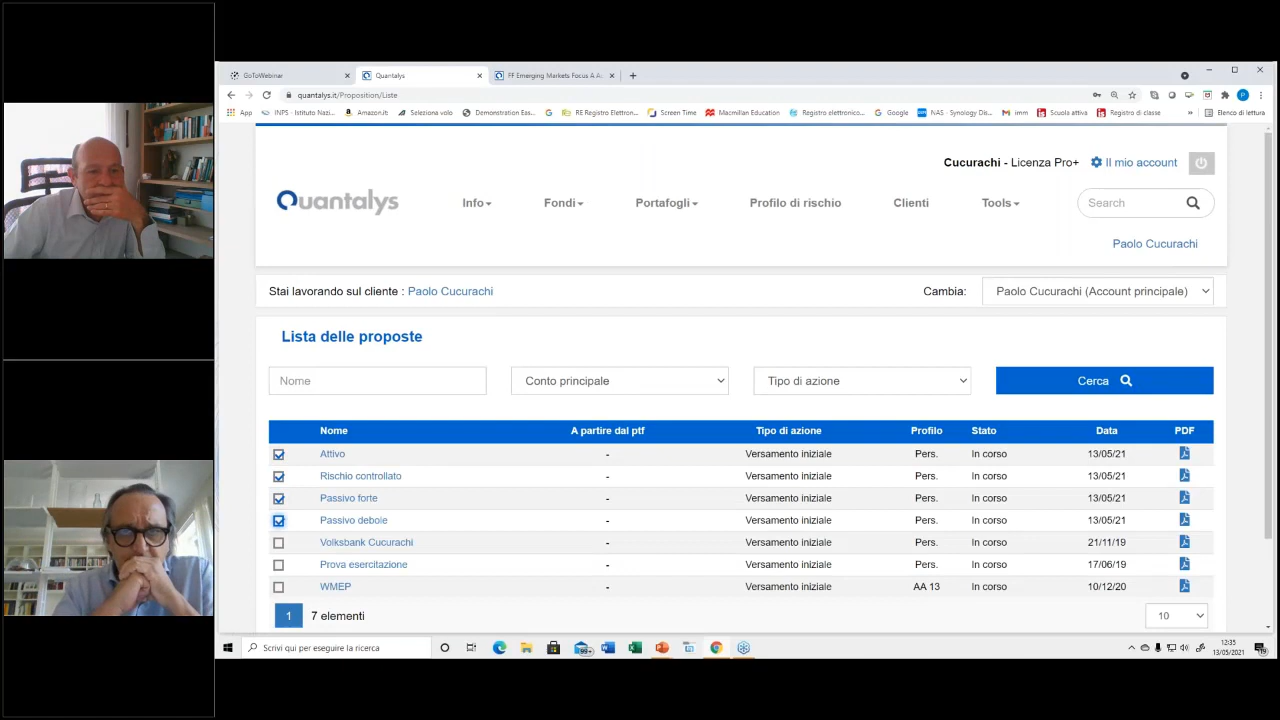 GoToWebinar
Quantalys
FF Emerging Markets Focus A A
quantalys.it/Proposition/Liste
App
INPS - Istituto Nazi...
Amazon.it
Seleziona volo
Demonstration Eas...
G
RE Registro Elettron...
Screen Time
Macmillan Education
Registro elettronico...
Google
NAS - Synology Dis...
imm
Scuola attiva
Registro di classe
»
Elenco di lettura
Cucurachi - Licenza Pro+ Il mio account
Quantalys
Info Fondi Portafogli Profilo di rischio Clienti Tools Search
Paolo Cucurachi
Stai lavorando sul cliente : Paolo Cucurachi Cambia: Paolo Cucurachi (Account principale)
Lista delle proposte
Nome Conto principale Tipo di azione Cerca
Nome A partire dal ptf Tipo di azione Profilo Stato Data PDF
Attivo - Versamento iniziale Pers. In corso 13/05/21
Rischio controllato - Versamento iniziale Pers. In corso 13/05/21
Passivo forte - Versamento iniziale Pers. In corso 13/05/21
Passivo debole - Versamento iniziale Pers. In corso 13/05/21
Volksbank Cucurachi - Versamento iniziale Pers. In corso 21/11/19
Prova esercitazione - Versamento iniziale Pers. In corso 17/06/19
WMEP - Versamento iniziale AA 13 In corso 10/12/20
1 7 elementi 10
Scrivi qui per eseguire la ricerca
99+
12:35
13/05/2021